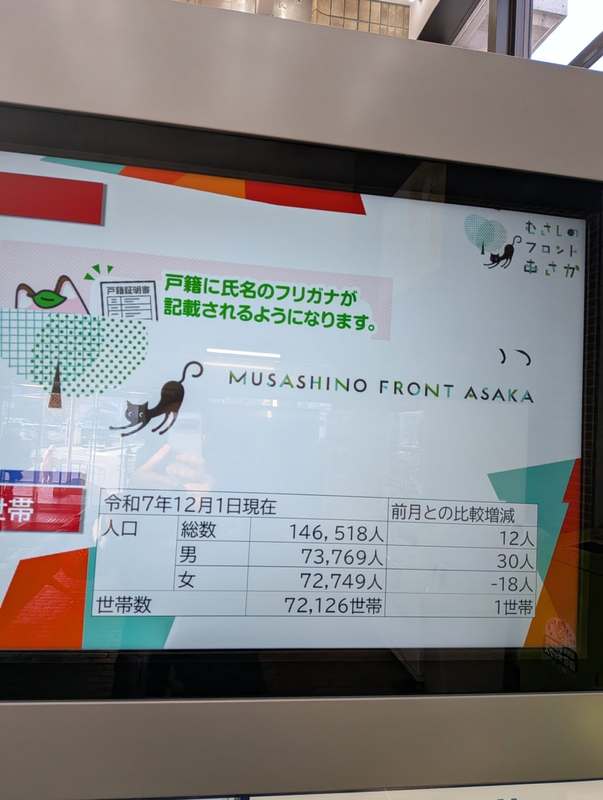 むさしの
フロント
あさか
戸籍証明書
戸籍に氏名のフリガナが
記載されるようになります。
MUSASHINO FRONT ASAKA
世帯
令和7年12月1日現在 前月との比較増減
人口 総数 146,518人 12人
男 73,769人 30人
女 72,749人 -18人
世帯数 72,126世帯 1世帯